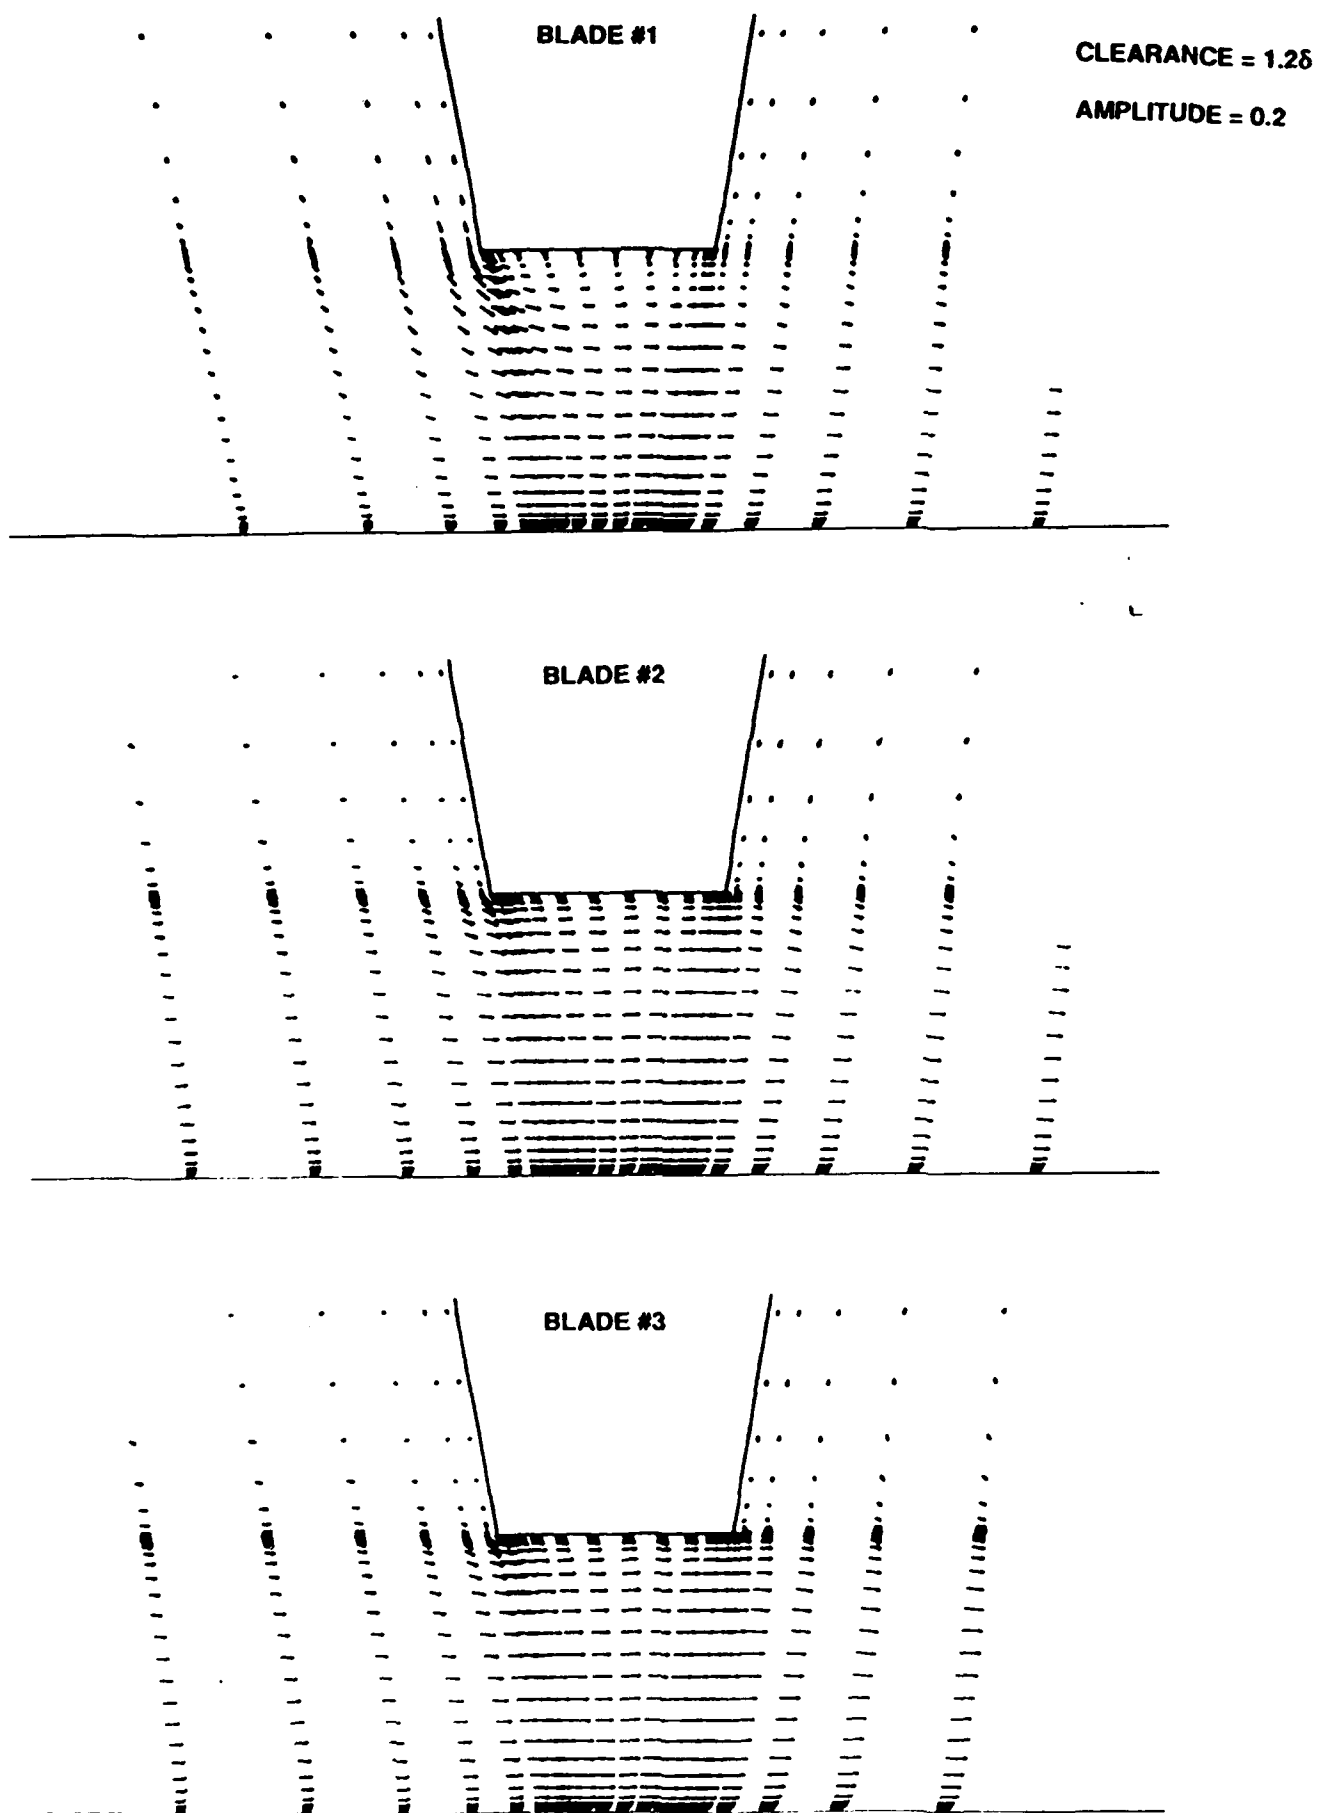 BLADE #1
CLEARANCE = 1.2δ
AMPLITUDE = 0.2
BLADE #2
BLADE #3